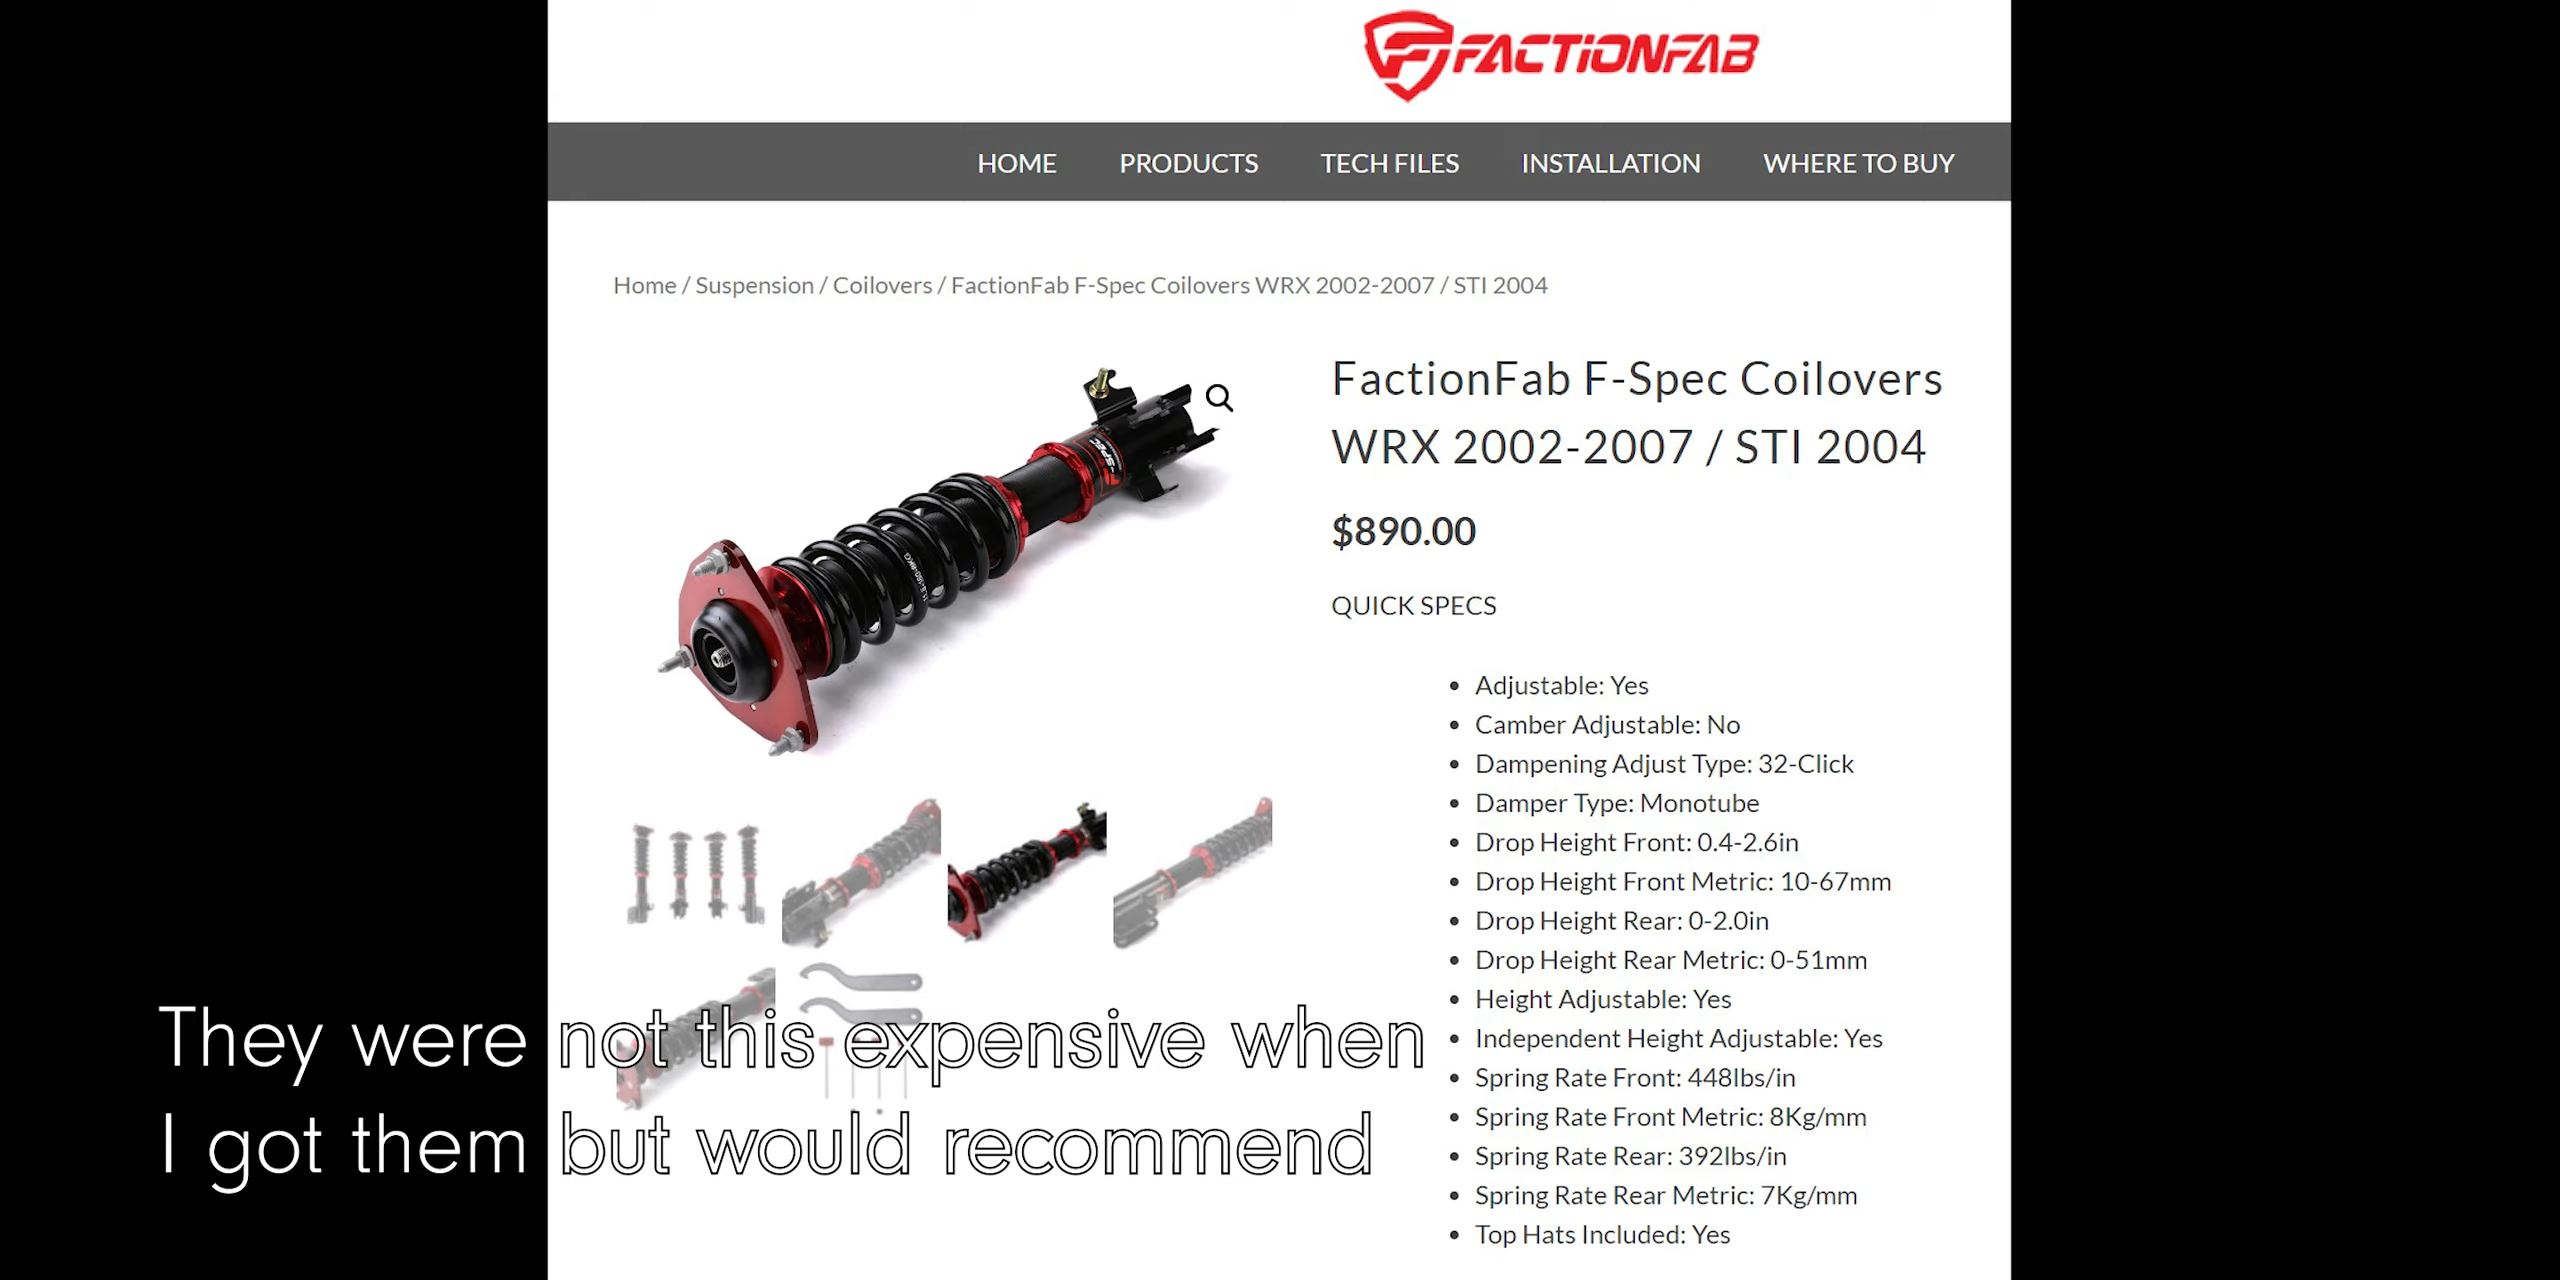 FACTIONFAB
HOME PRODUCTS TECH FILES INSTALLATION WHERE TO BUY
Home / Suspension / Coilovers / FactionFab F-Spec Coilovers WRX 2002-2007 / STI 2004
FactionFab F-Spec Coilovers
WRX 2002-2007 / STI 2004
$890.00
QUICK SPECS
• Adjustable: Yes
• Camber Adjustable: No
• Dampening Adjust Type: 32-Click
• Damper Type: Monotube
• Drop Height Front: 0.4-2.6in
• Drop Height Front Metric: 10-67mm
• Drop Height Rear: 0-2.0in
• Drop Height Rear Metric: 0-51mm
• Height Adjustable: Yes
• Independent Height Adjustable: Yes
• Spring Rate Front: 448lbs/in
• Spring Rate Front Metric: 8Kg/mm
• Spring Rate Rear: 392lbs/in
• Spring Rate Rear Metric: 7Kg/mm
• Top Hats Included: Yes
They were not this expensive when
I got them but would recommend